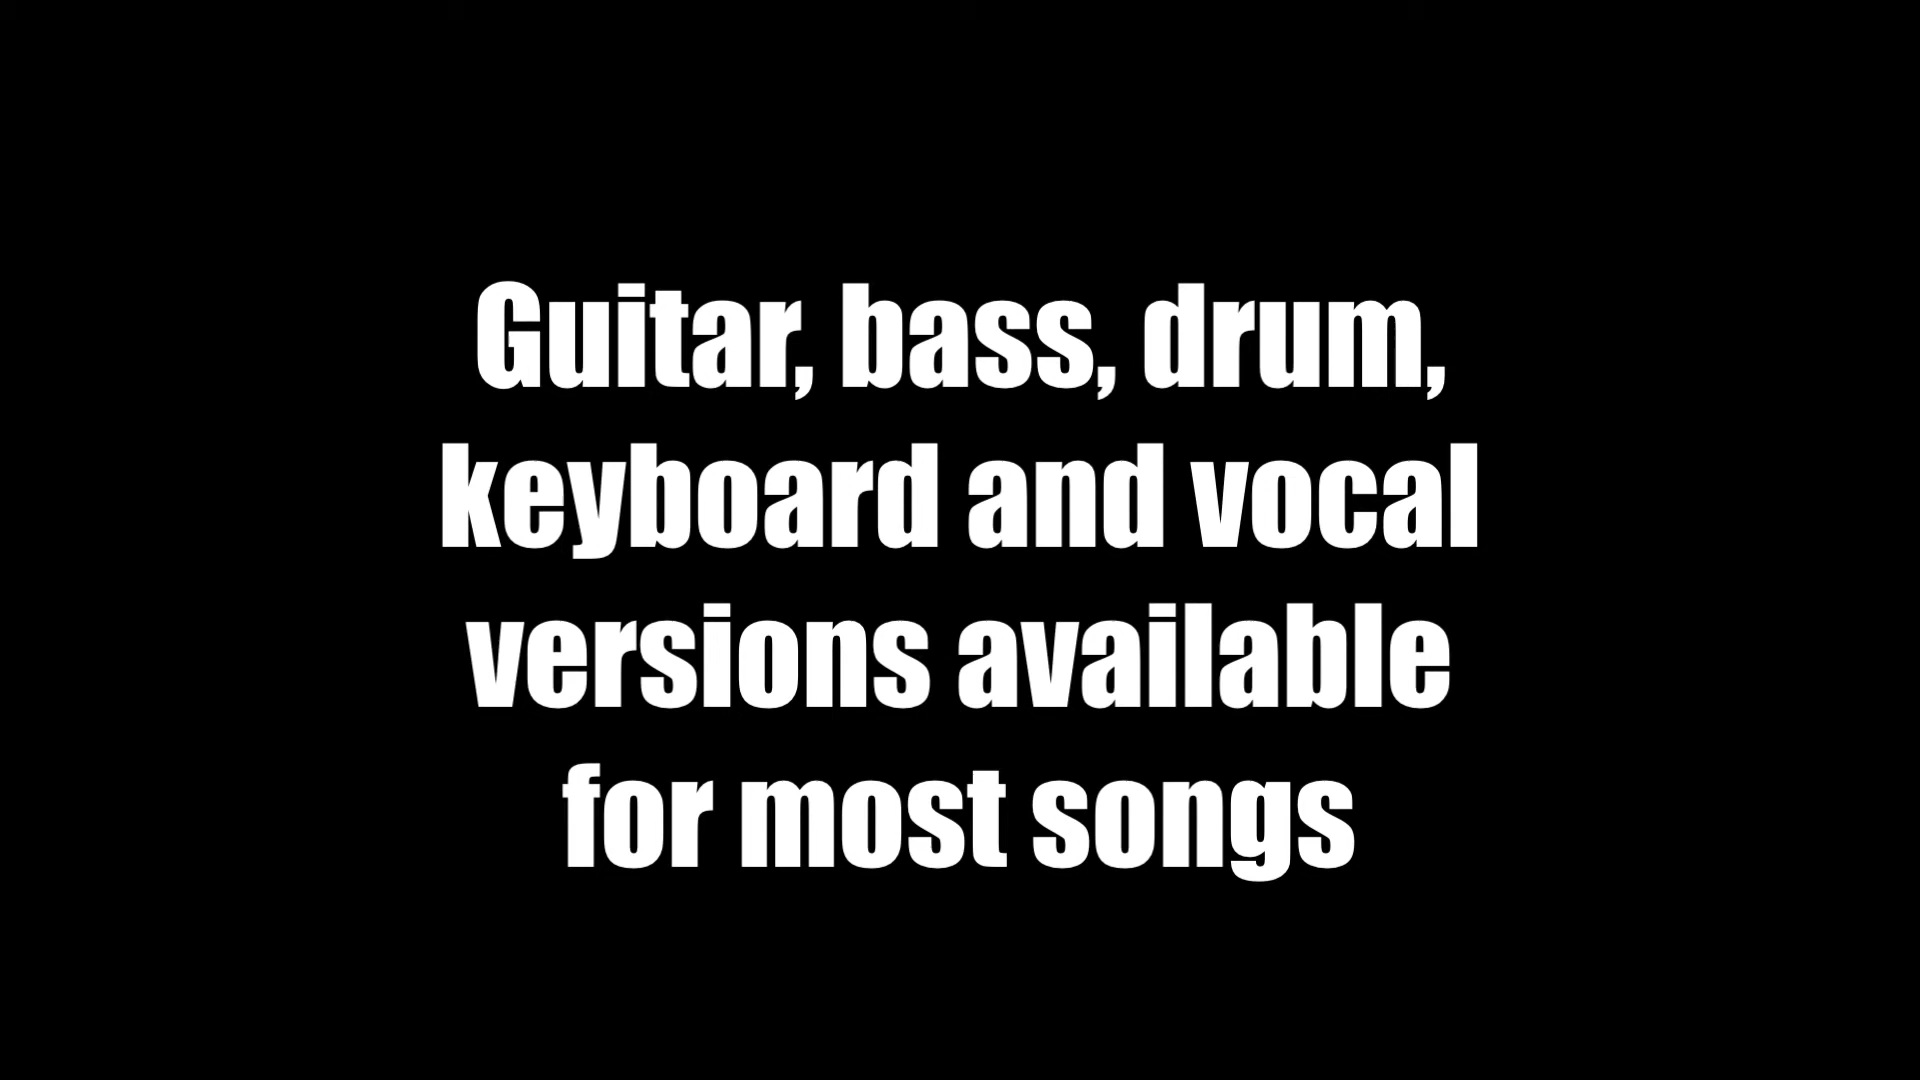 Guitar, bass, drum,
keyboard and vocal
versions available
for most songs